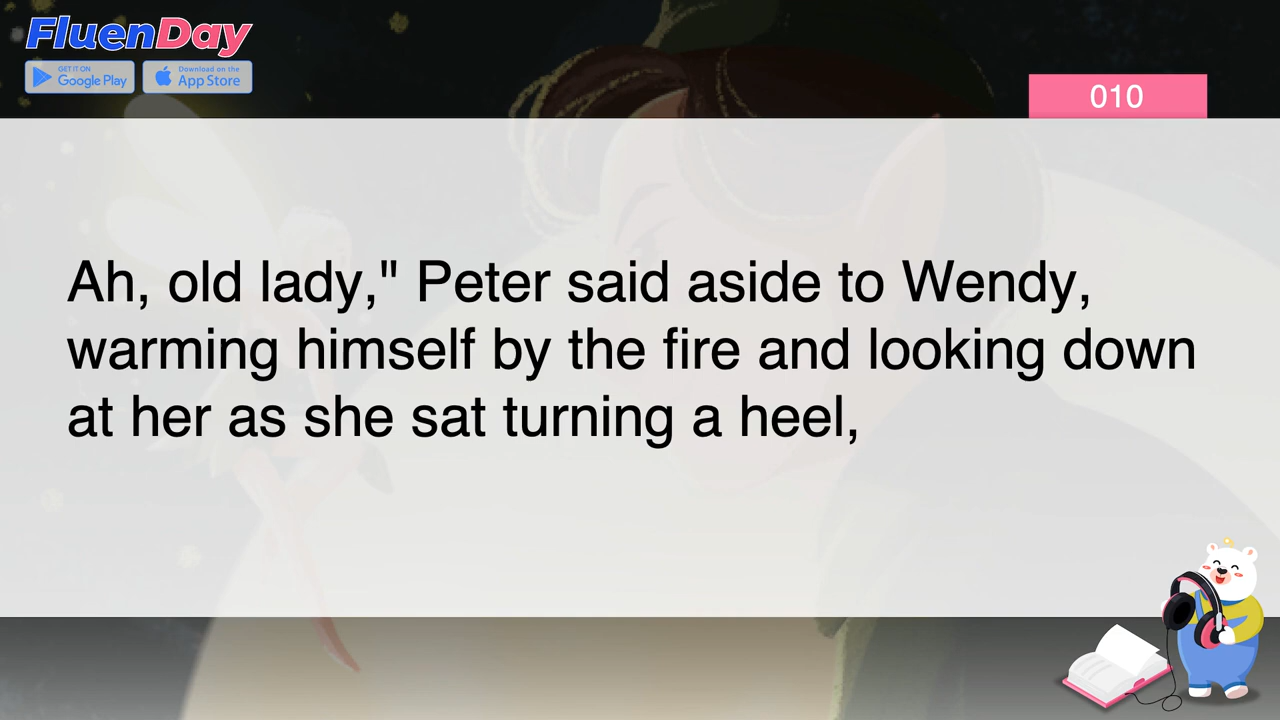 FluenDay
GET IT ON
Google Play
Download on the
App Store
010
Ah, old lady," Peter said aside to Wendy,
warming himself by the fire and looking down
at her as she sat turning a heel,